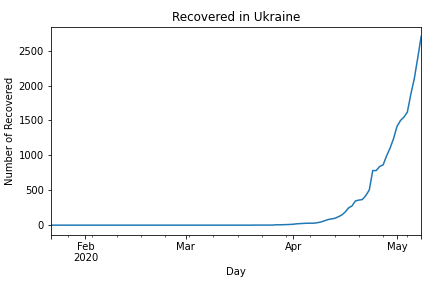 Recovered in Ukraine
Number of Recovered
2500
2000
1500
1000
500
0
Feb
2020
Mar
Apr
May
Day